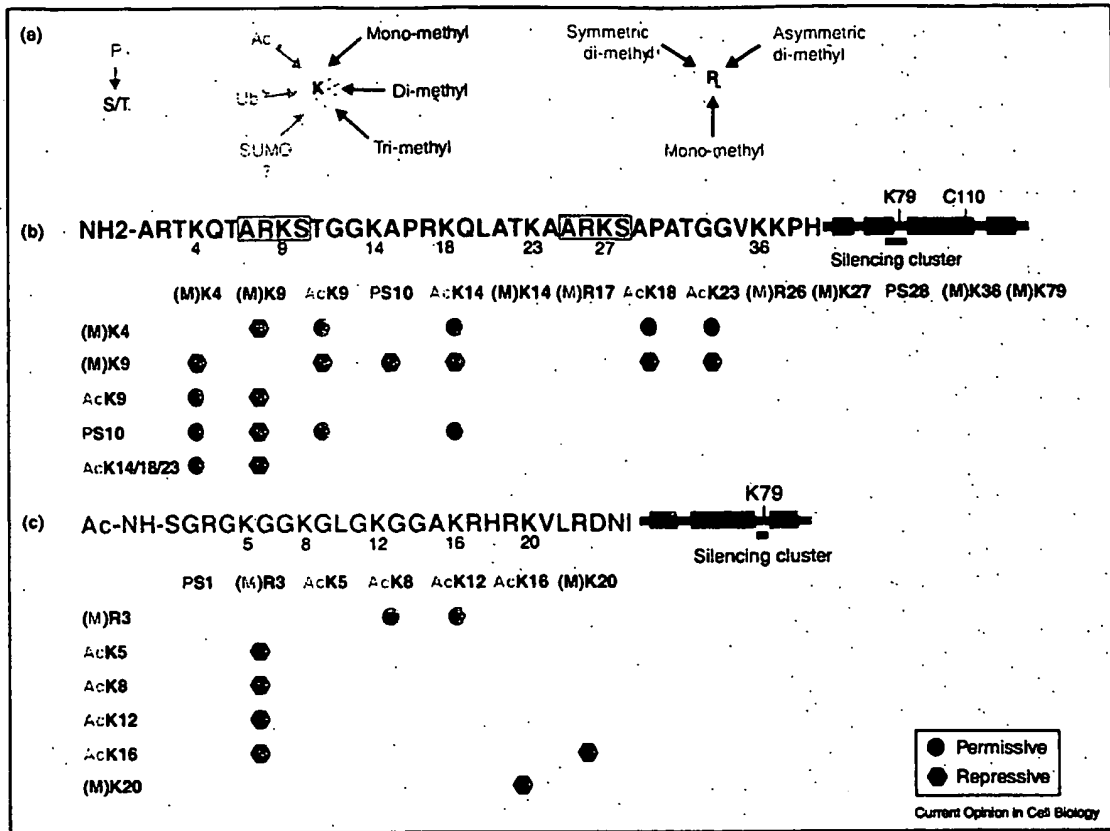 (a)
P
S/T
Ac
Ub
SUMO
?
K
Mono-methyl
Di-methyl
Tri-methyl
Symmetric
di-methyl
Asymmetric
di-methyl
R
Mono-methyl
(b)
NH2-ARTKQTARKSTGGKAPRKQLATKAARKSAPATGGVKKPH
K79 C110
4 9 14 23 27 36
Silencing cluster
(M)K4 (M)K9 AcK9 PS10 AcK14 (M)K14 (M)R17 AcK18 AcK23 (M)R26 (M)K27 PS28 (M)K36 (M)K79
(M)K4
(M)K9
AcK9
PS10
AcK14/18/23
(c)
Ac-NH-SGRGKGGKGLGKGGAKRHRKVLRDNI
K79
5 8 12 16 20
Silencing cluster
PS1 (M)R3 AcK5 AcK8 AcK12 AcK16 (M)K20
(M)R3
AcK5
AcK8
AcK12
AcK16
(M)K20
Permissive
Repressive
Current Opinion in Cell Biology